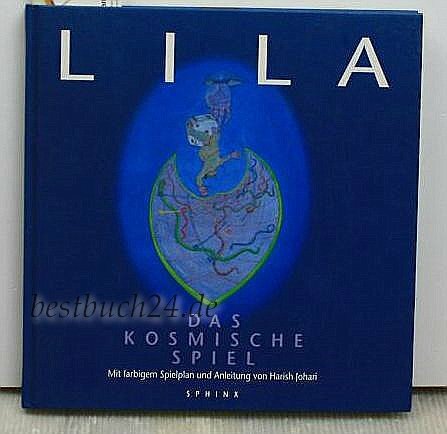 LILA
bestbuch24.de
DAS
KOSMISCHE
SPIEL
Mit farbigem Spielplan und Anleitung von Harish Johari
SPHINX